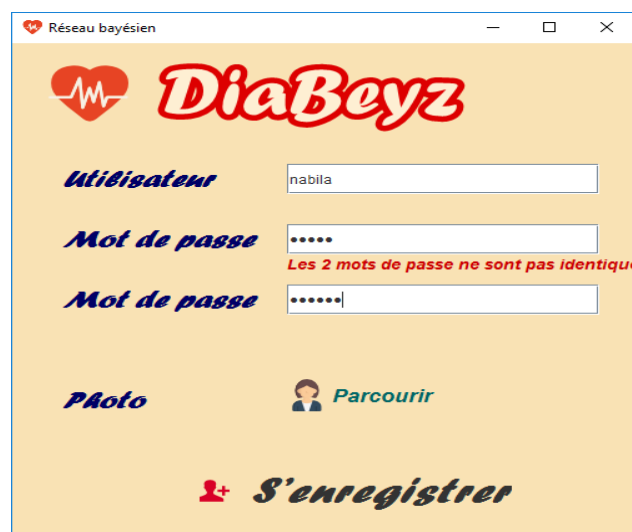 Réseau bayésien
DiaBeyz
Utilisateur
nabila
Mot de passe
•••••
Les 2 mots de passe ne sont pas identique
Mot de passe
••••••
Photo
Parcourir
S'enregistrer